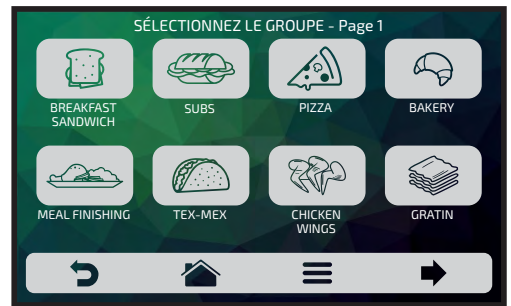 SÉLECTIONNEZ LE GROUPE - Page 1
BREAKFAST
SANDWICH
SUBS
PIZZA
BAKERY
MEAL FINISHING
TEX-MEX
CHICKEN
WINGS
GRATIN